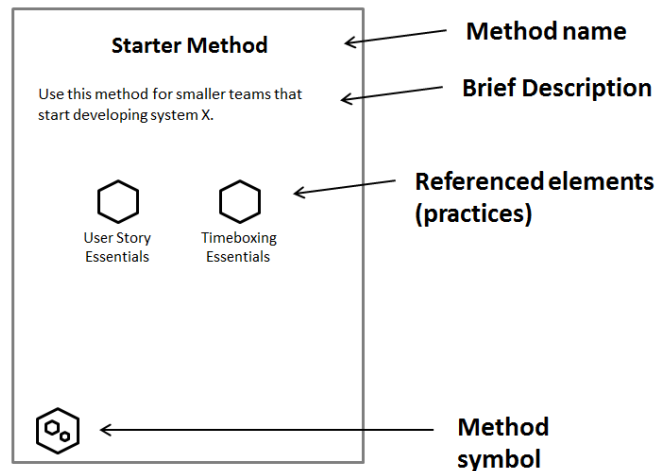 Starter Method
Use this method for smaller teams that
start developing system X.
User Story
Essentials
Timeboxing
Essentials
Method name
Brief Description
Referenced elements
(practices)
Method
symbol